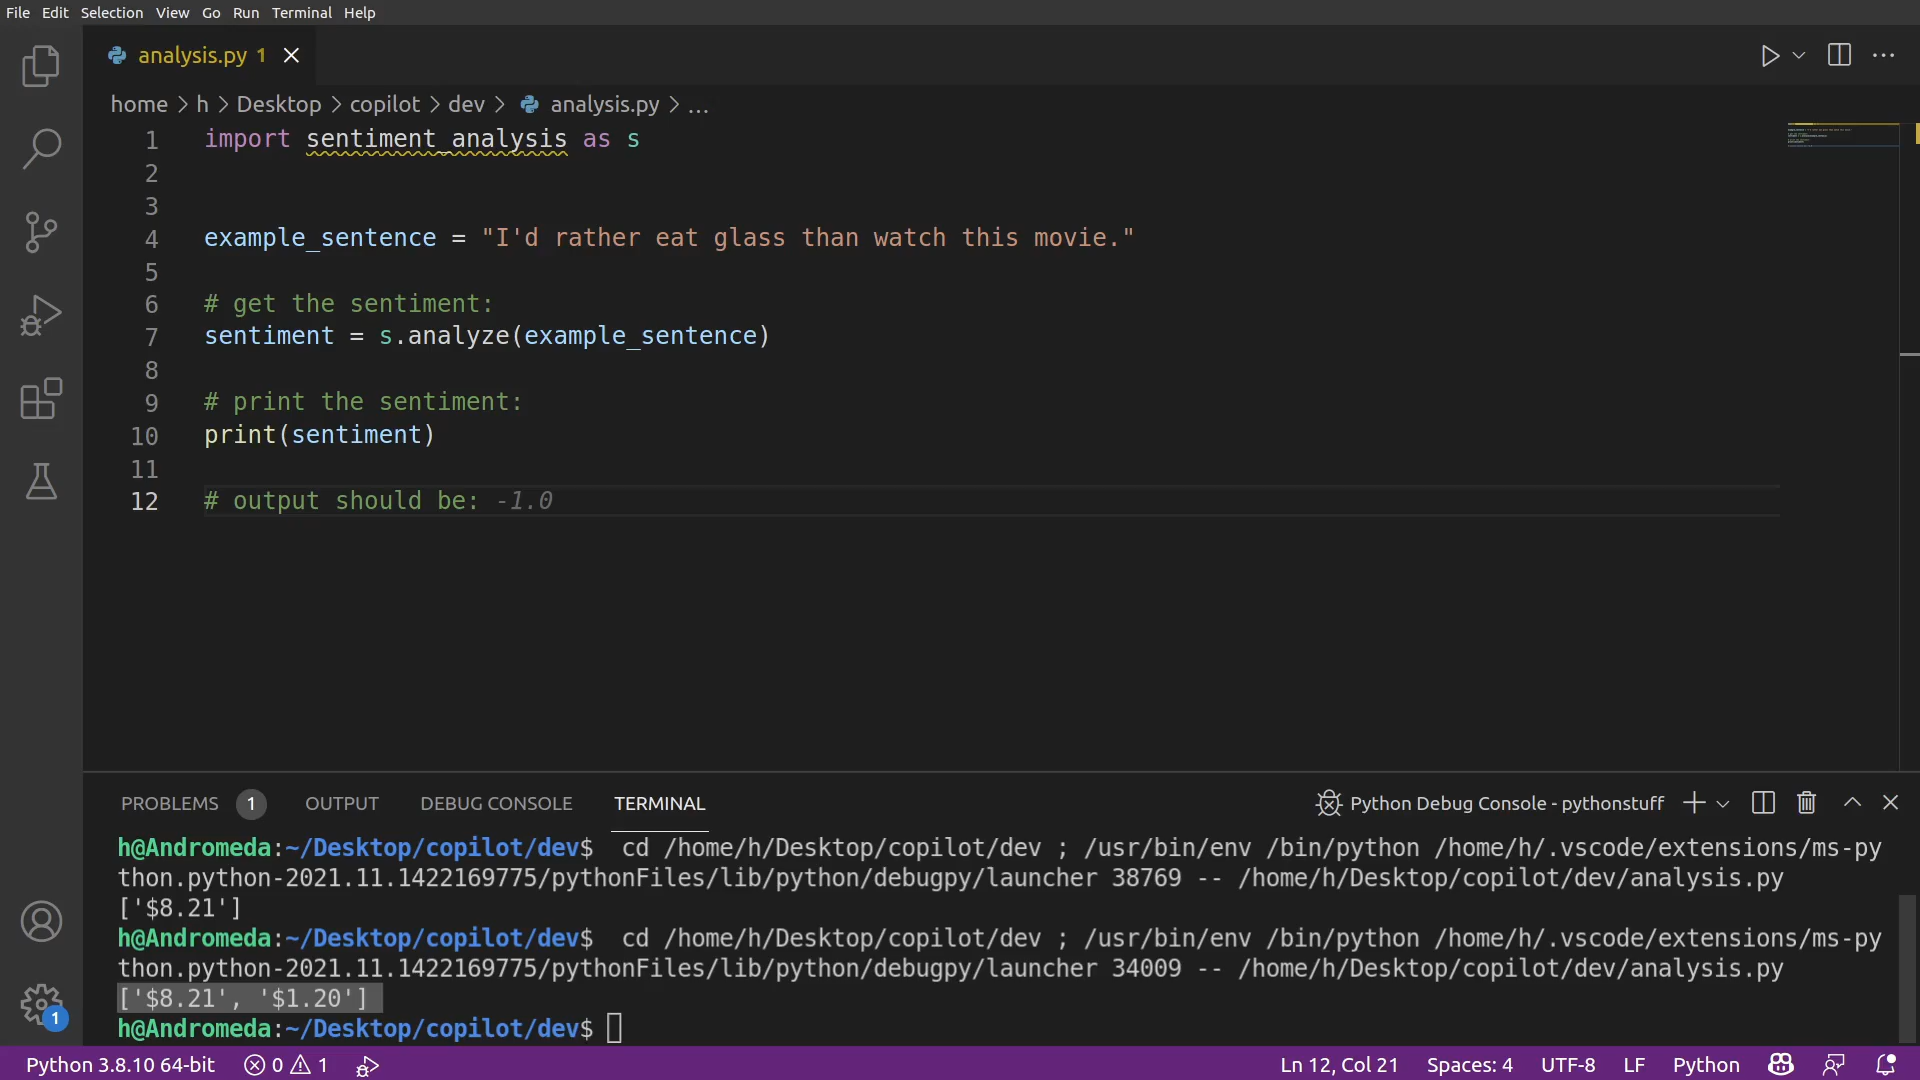 File Edit Selection View Go Run Terminal Help
analysis.py 1
home > h > Desktop > copilot > dev > analysis.py > ...
1 import sentiment_analysis as s
2
3
4 example_sentence = "I'd rather eat glass than watch this movie."
5
6 # get the sentiment:
7 sentiment = s.analyze(example_sentence)
8
9 # print the sentiment:
10 print(sentiment)
11
12 # output should be: -1.0
PROBLEMS 1 OUTPUT DEBUG CONSOLE TERMINAL Python Debug Console - pythonstuff
h@Andromeda:~/Desktop/copilot/dev$  cd /home/h/Desktop/copilot/dev ; /usr/bin/env /bin/python /home/h/.vscode/extensions/ms-py
thon.python-2021.11.1422169775/pythonFiles/lib/python/debugpy/launcher 38769 -- /home/h/Desktop/copilot/dev/analysis.py
['$8.21']
h@Andromeda:~/Desktop/copilot/dev$  cd /home/h/Desktop/copilot/dev ; /usr/bin/env /bin/python /home/h/.vscode/extensions/ms-py
thon.python-2021.11.1422169775/pythonFiles/lib/python/debugpy/launcher 34009 -- /home/h/Desktop/copilot/dev/analysis.py
['$8.21', '$1.20']
1
h@Andromeda:~/Desktop/copilot/dev$
Python 3.8.10 64-bit 0 1 Ln 12, Col 21 Spaces: 4 UTF-8 LF Python